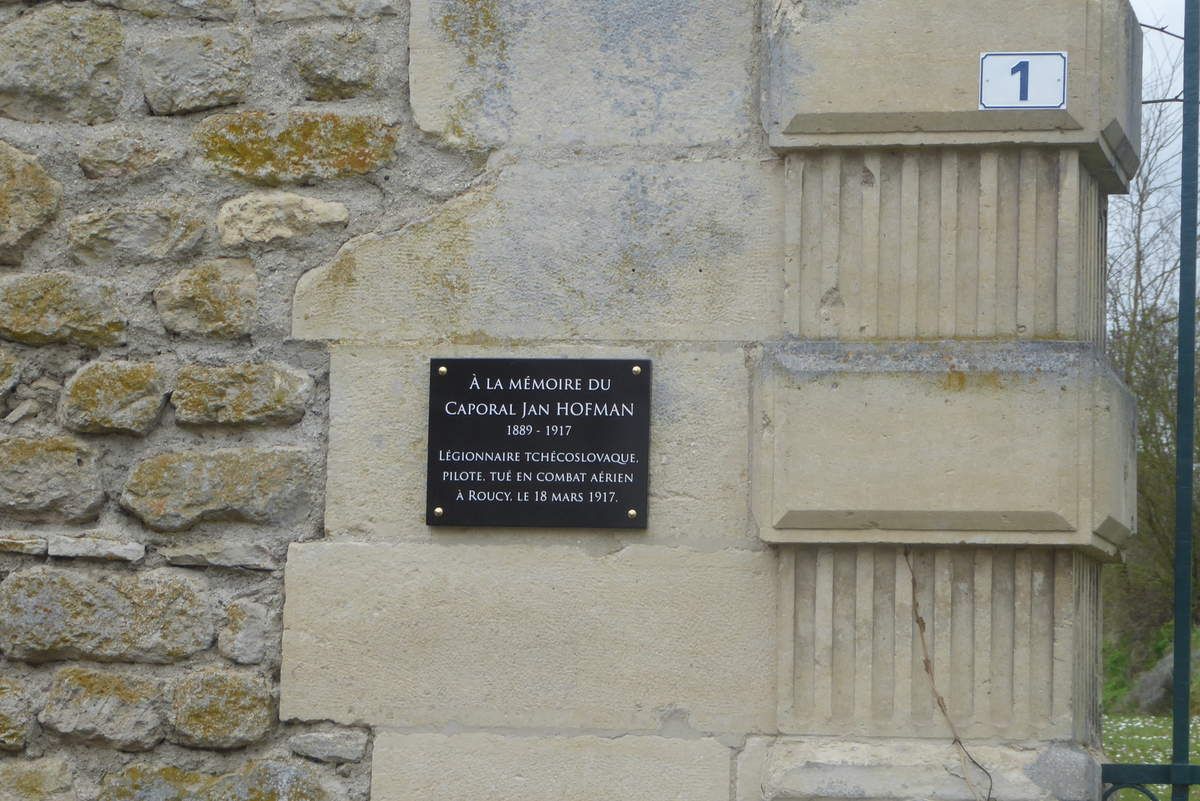 1
À LA MÉMOIRE DU
CAPORAL JAN HOFMAN
1889 - 1917
LÉGIONNAIRE TCHÉCOSLOVAQUE,
PILOTE, TUÉ EN COMBAT AÉRIEN
À ROUCY, LE 18 MARS 1917.